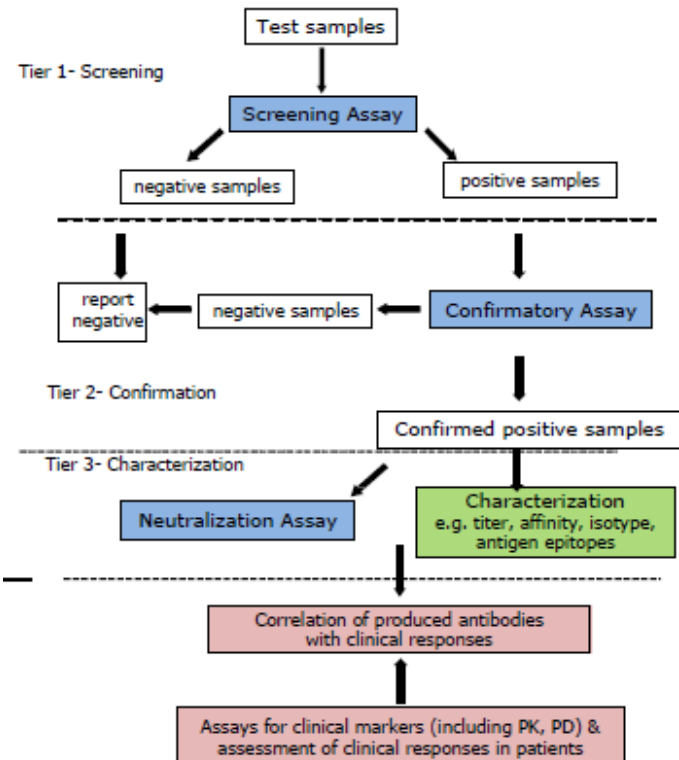 Test samples
Tier 1- Screening
Screening Assay
negative samples
positive samples
report
negative
negative samples
Confirmatory Assay
Tier 2- Confirmation
Confirmed positive samples
Tier 3- Characterization
Neutralization Assay
Characterization
e.g. titer, affinity, isotype,
antigen epitopes
Correlation of produced antibodies
with clinical responses
Assays for clinical markers (including PK, PD) &
assessment of clinical responses in patients